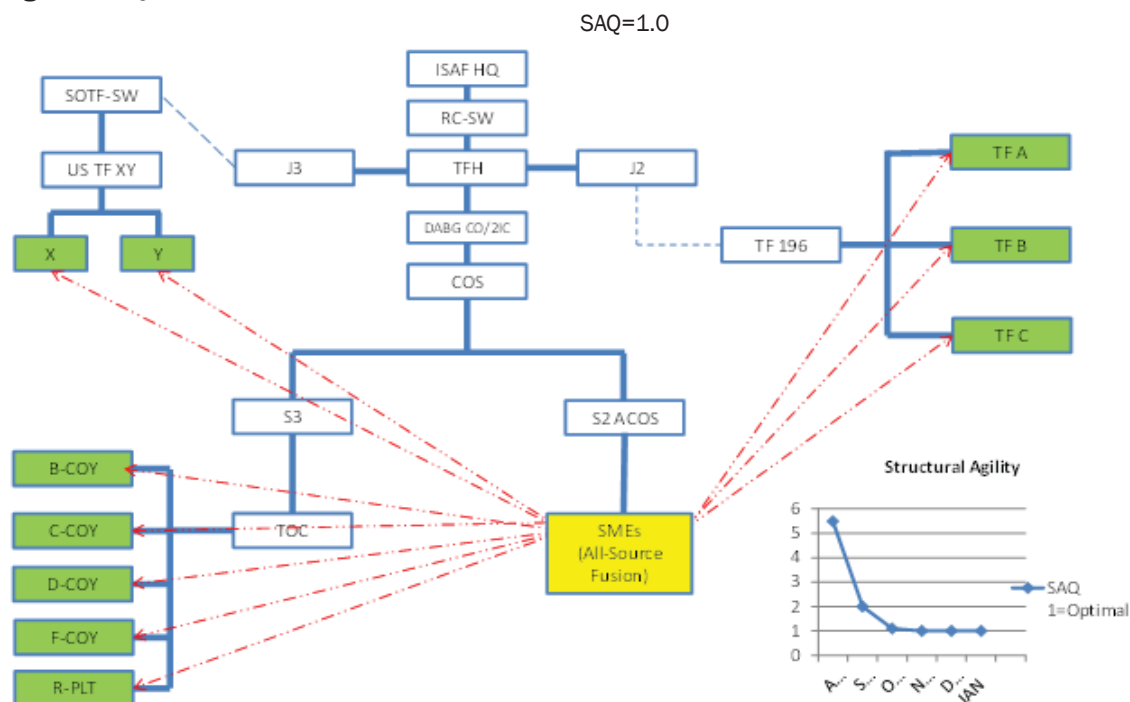 SAQ=1.0
ISAF HQ
SOTF-SW
RC-SW
US TF XY
J3
TFH
J2
TF A
DABG CO/2IC
X
Y
TF 196
TF B
COS
TF C
S3
S2 ACOS
B-COY
C-COY
TOC
D-COY
F-COY
R-PLT
SMEs
(All-Source
Fusion)
Structural Agility
6
5
4
3
2
1
0
A...
S...
O...
N...
D...
IAN
SAQ
1=Optimal